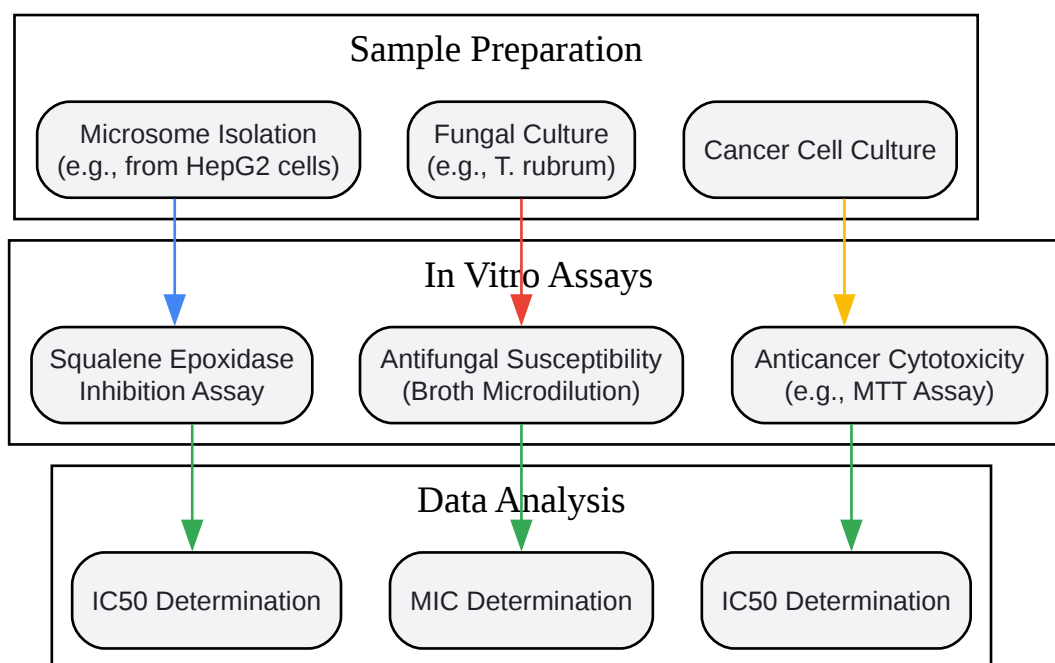 Sample Preparation
Microsome Isolation
(e.g., from HepG2 cells)
Fungal Culture
(e.g., T. rubrum)
Cancer Cell Culture
In Vitro Assays
Squalene Epoxidase
Inhibition Assay
Antifungal Susceptibility
(Broth Microdilution)
Anticancer Cytotoxicity
(e.g., MTT Assay)
Data Analysis
IC50 Determination
MIC Determination
IC50 Determination